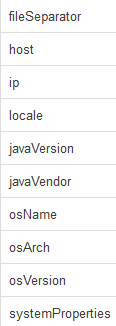 fileSeparator
host
ip
locale
javaVersion
javaVendor
osName
osArch
osVersion
systemProperties